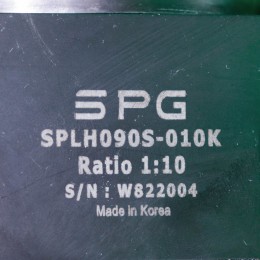 SPG
SPLH090S-010K
Ratio 1:10
S/N : W822004
Made in Korea